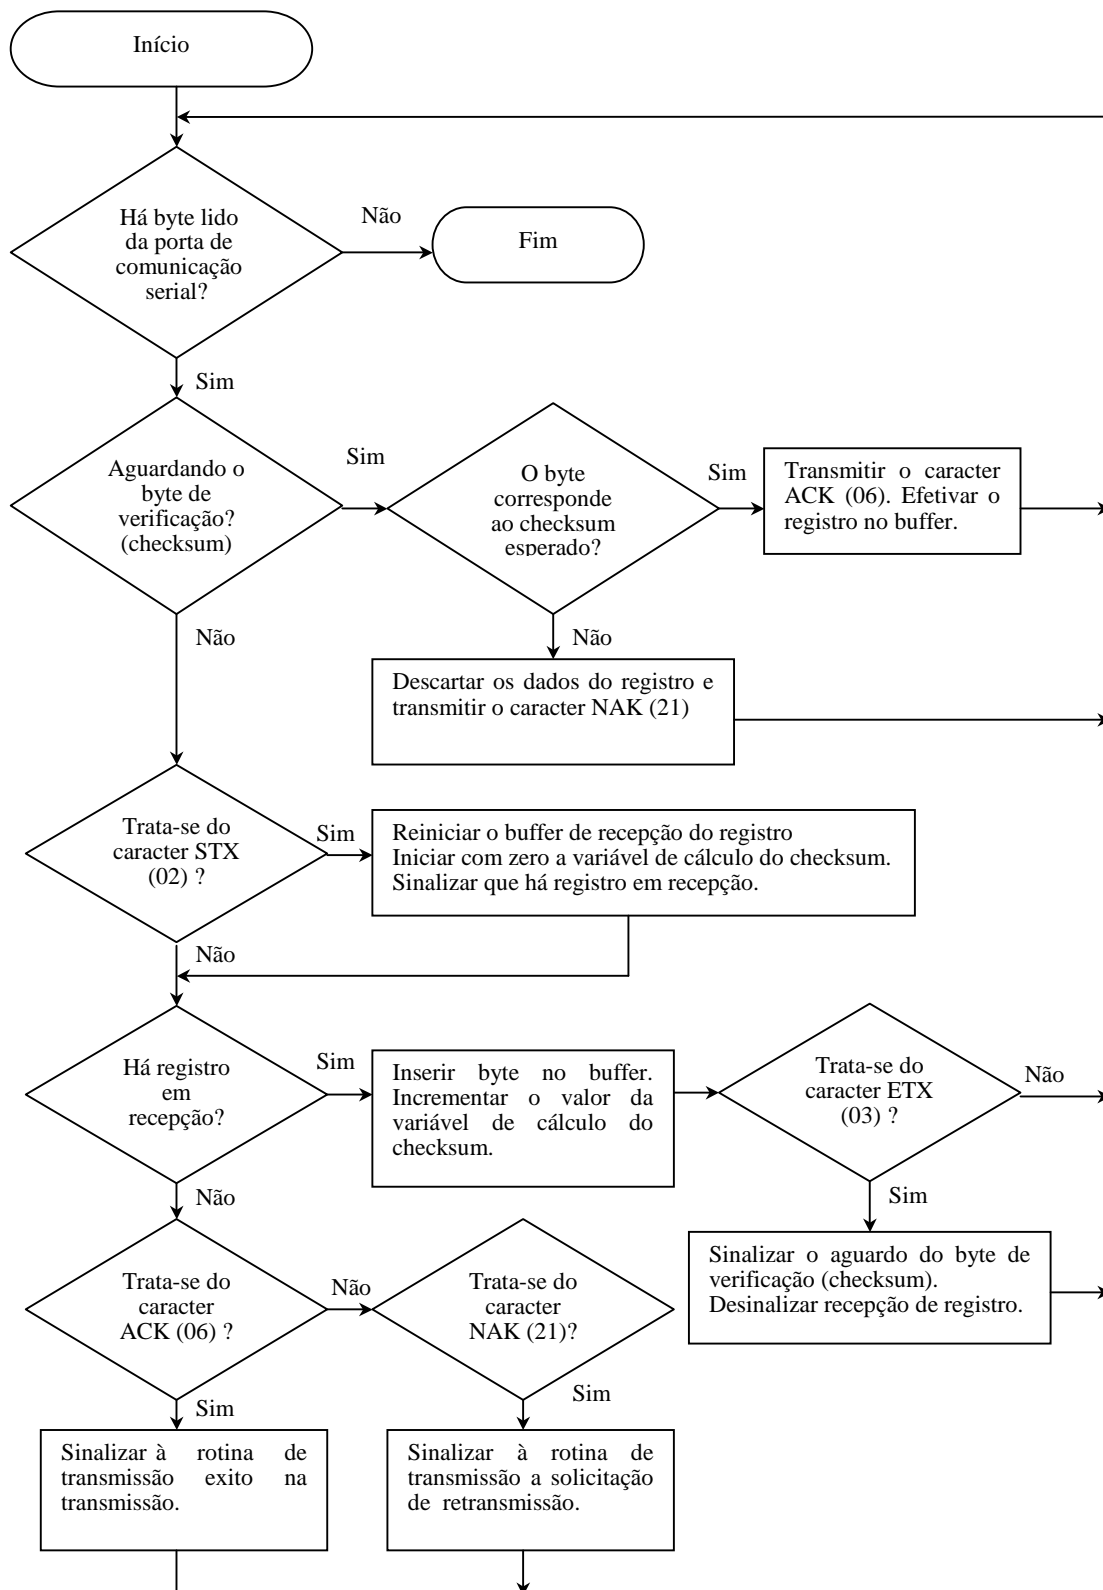 Início
Há byte lido
da porta de
comunicação
serial?
Não
Fim
Sim
Aguardando o
byte de
verificação?
(checksum)
Sim
O byte
corresponde
ao checksum
esperado?
Sim
Transmitir o caracter
ACK (06). Efetivar o
registro no buffer.
Não
Não
Descartar os dados do registro e
transmitir o caracter NAK (21)
Trata-se do
caracter STX
(02) ?
Sim
Reiniciar o buffer de recepção do registro
Iniciar com zero a variável de cálculo do checksum.
Sinalizar que há registro em recepção.
Não
Há registro
em
recepção?
Sim
Inserir byte no buffer.
Incrementar o valor da
variável de cálculo do
checksum.
Trata-se do
caracter ETX
(03) ?
Não
Não
Sim
Sinalizar o aguardo do byte de
verificação (checksum).
Desinalizar recepção de registro.
Trata-se do
caracter
ACK (06) ?
Não
Trata-se do
caracter
NAK (21)?
Sim
Sim
Sinalizar à rotina de
transmissão exito na
transmissão.
Sinalizar à rotina de
transmissão a solicitação
de retransmissão.